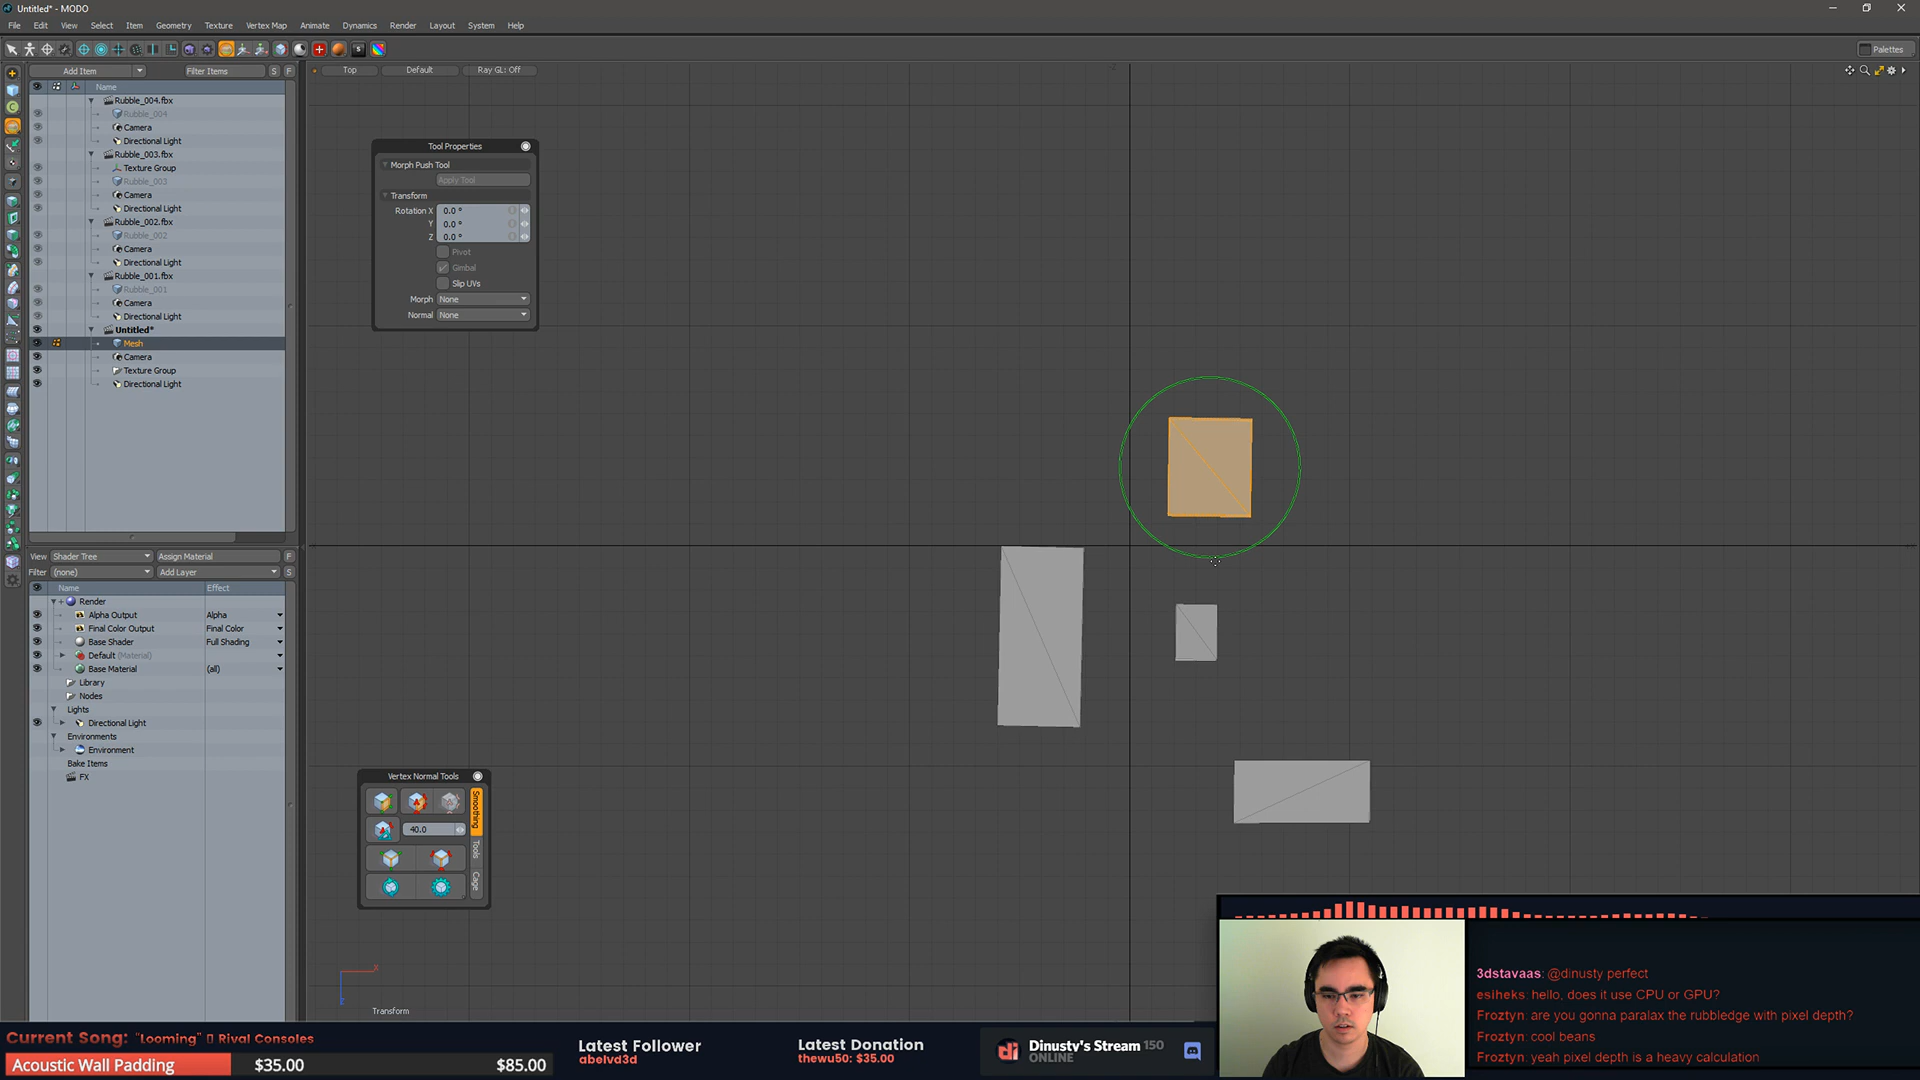 Untitled* - MODO
File Edit View Select Item Geometry Texture Vertex Map Animate Dynamics Render Layout System Help
Palettes
Add Item Filter Items S F
Top Default Ray GL: Off
Name
Rubble_004.fbx
Rubble_004
Camera
Directional Light
Rubble_003.fbx
Texture Group
Rubble_003
Camera
Directional Light
Rubble_002.fbx
Rubble_002
Camera
Directional Light
Rubble_001.fbx
Rubble_001
Camera
Directional Light
Untitled*
Mesh
Camera
Texture Group
Directional Light
Tool Properties
Morph Push Tool
Apply Tool
Transform
Rotation X 0.0 °
Y 0.0 °
Z 0.0 °
Pivot
Gimbal
Slip UVs
Morph None
Normal None
View Shader Tree Assign Material F
Filter (none) Add Layer S
Name Effect
Render
Alpha Output Alpha
Final Color Output Final Color
Base Shader Full Shading
Default (Material)
Base Material (all)
Library
Nodes
Lights
Directional Light
Environments
Environment
Bake Items
FX
Vertex Normal Tools
40.0
Smoothing
Tools
Cage
X
Transform
3dstavaas: @dinusty perfect
esiheks: hello, does it use CPU or GPU?
Froztyn: are you gonna paralax the rubbledge with pixel depth?
Froztyn: cool beans
Froztyn: yeah pixel depth is a heavy calculation
Current Song: "Looming" ▯ Rival Consoles
Acoustic Wall Padding $35.00 $85.00
Latest Follower
abelvd3d
Latest Donation
thewu50: $35.00
Dinusty's Stream 150
ONLINE